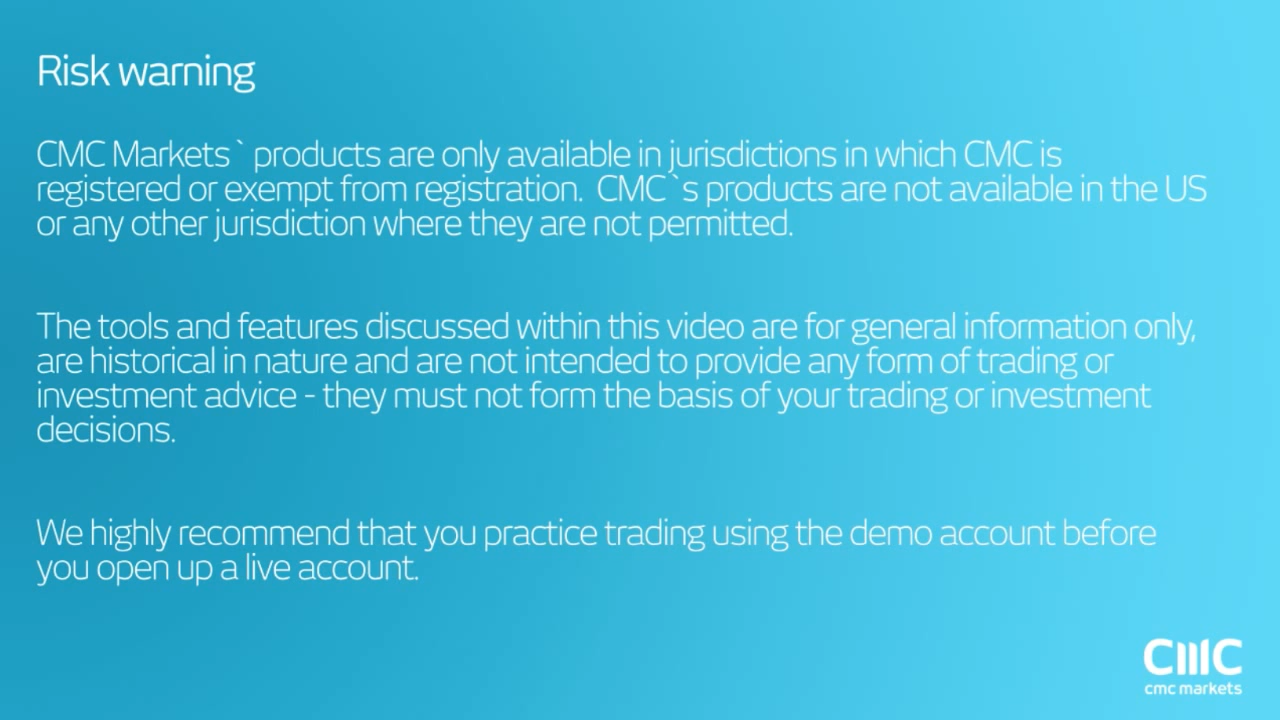 Risk warning
CMC Markets` products are only available in jurisdictions in which CMC is
registered or exempt from registration.  CMC`s products are not available in the US
or any other jurisdiction where they are not permitted.
The tools and features discussed within this video are for general information only,
are historical in nature and are not intended to provide any form of trading or
investment advice - they must not form the basis of your trading or investment
decisions.
We highly recommend that you practice trading using the demo account before
you open up a live account.
CMC
cmc markets